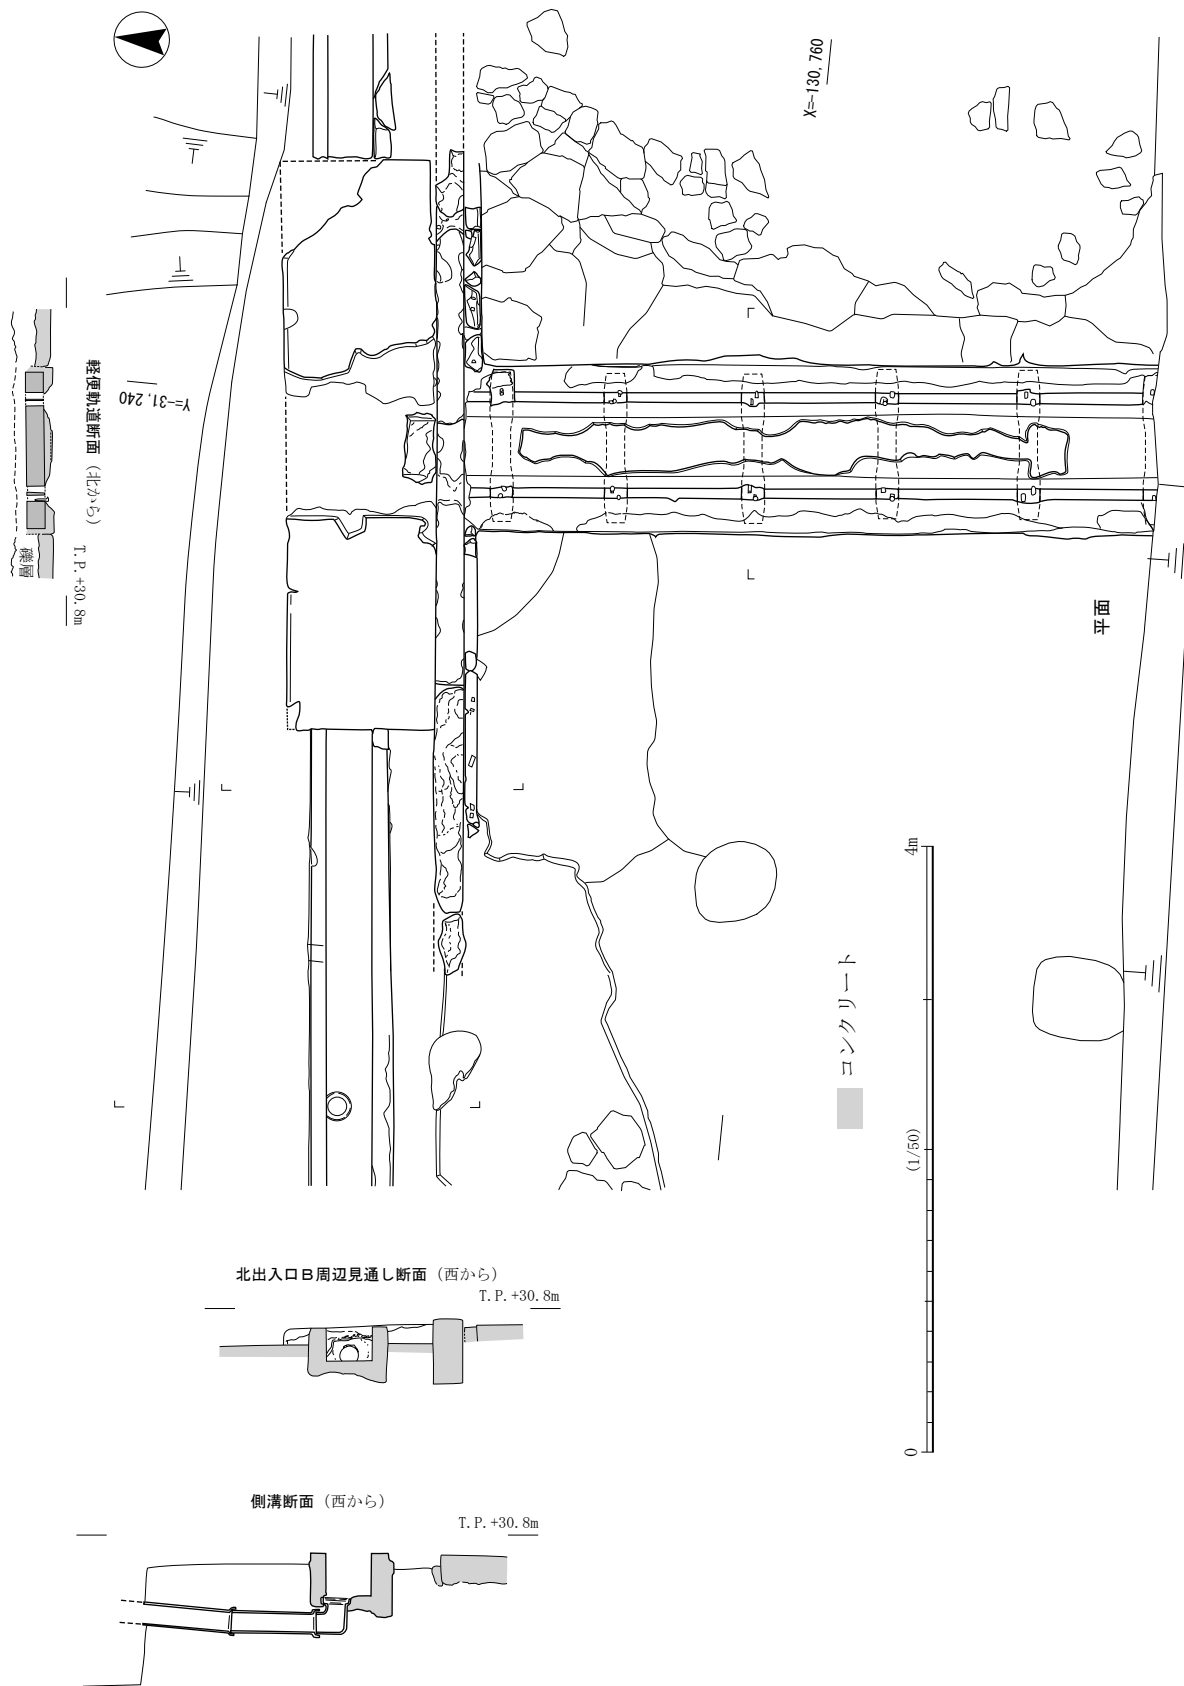 X=-130,760
Y=-31,240
軽便軌道断面（北から）
T.P.+30.8m
礫層
平面
4m
コンクリート
(1/50)
0
北出入口B周辺見通し断面（西から）
T.P.+30.8m
側溝断面（西から）
T.P.+30.8m